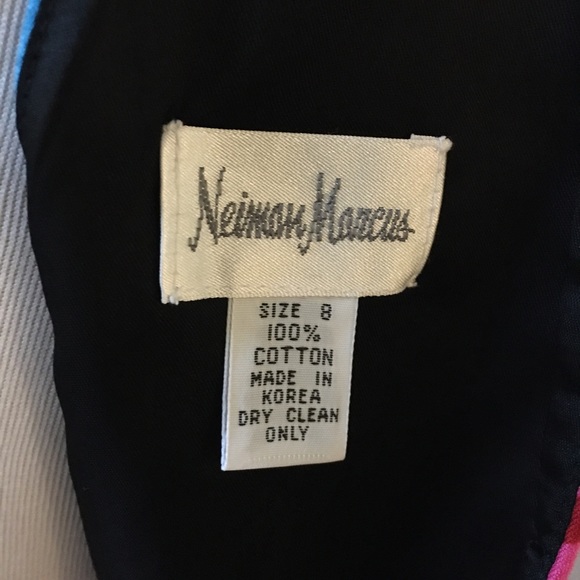 Neiman Marcus
SIZE 8
100%
COTTON
MADE IN
KOREA
DRY CLEAN
ONLY